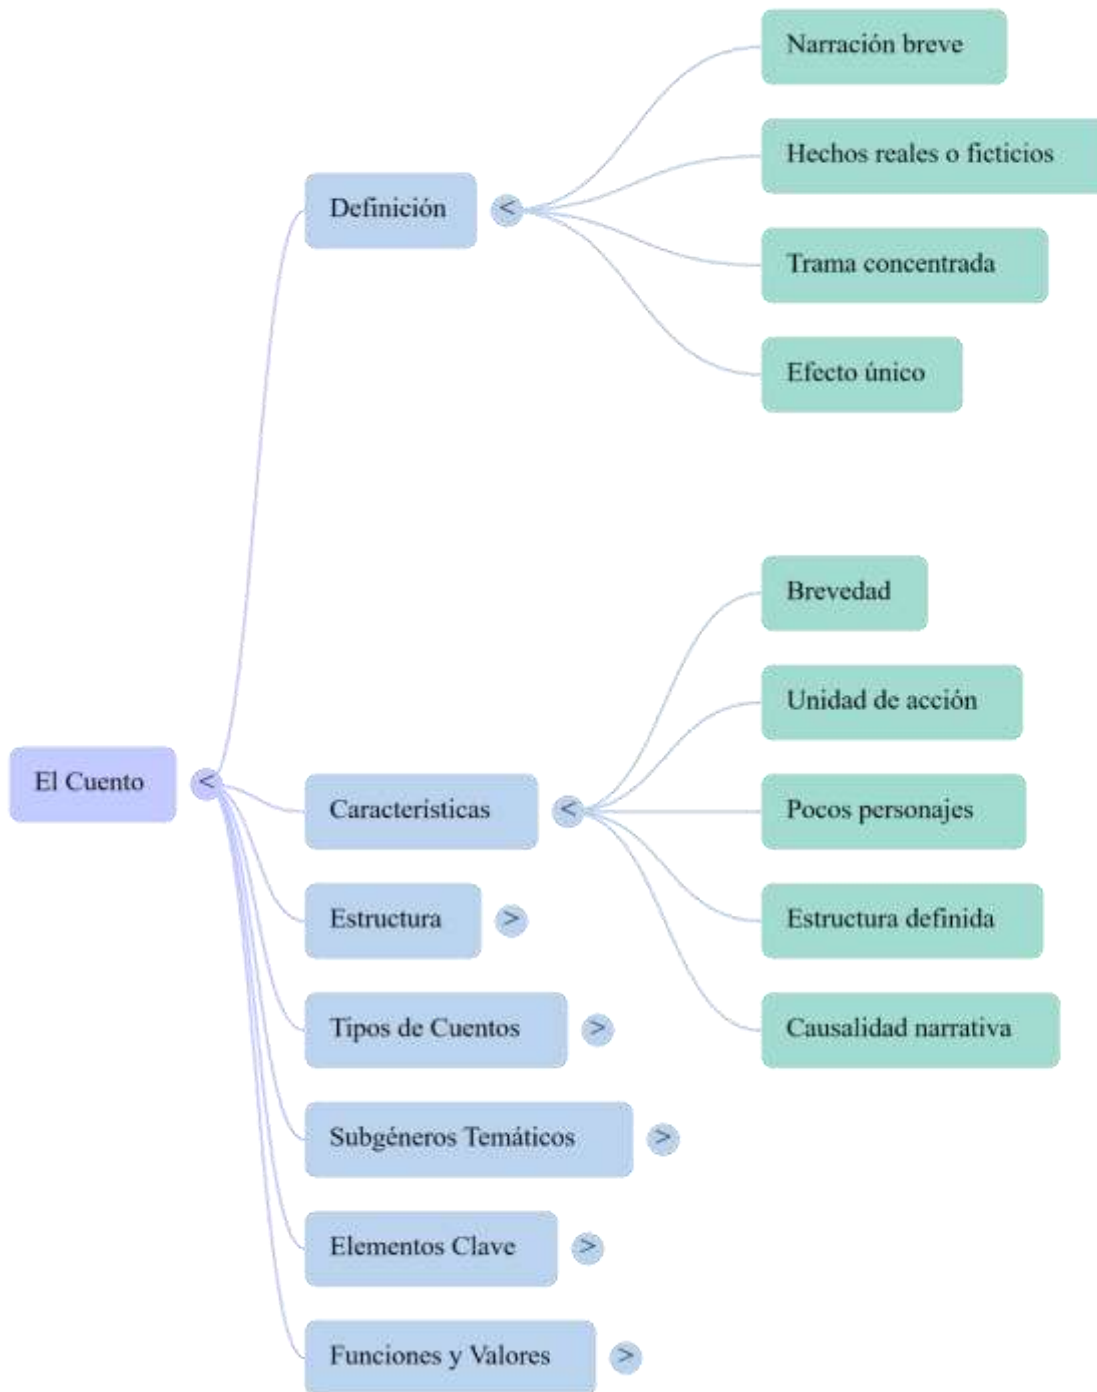 El Cuento
<
Definición
<
Narración breve
Hechos reales o ficticios
Trama concentrada
Efecto único
Características
<
Brevedad
Unidad de acción
Pocos personajes
Estructura definida
Causalidad narrativa
Estructura
>
Tipos de Cuentos
>
Subgéneros Temáticos
>
Elementos Clave
>
Funciones y Valores
>